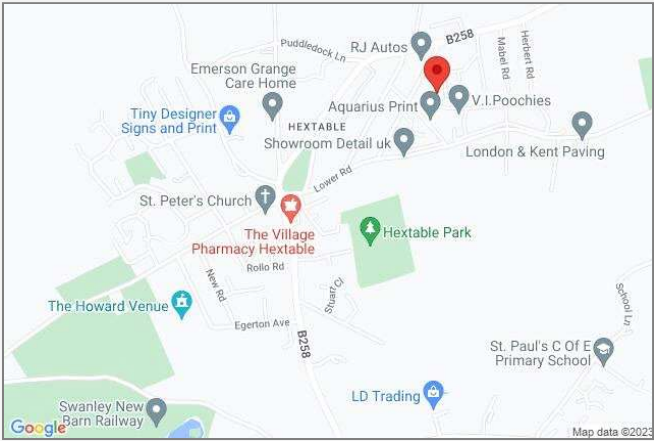 Puddledock Ln
RJ Autos
B258
Mabel Rd
Herbert Rd
Emerson Grange
Care Home
Tiny Designer
Signs and Print
Aquarius Print
V.I.Poochies
HEXTABLE
Showroom Detail uk
London & Kent Paving
Lower Rd
St. Peter's Church
The Village
Pharmacy Hextable
Hextable Park
Rollo Rd
New Rd
Stuart Cl
School Ln
The Howard Venue
Egerton Ave
B258
St. Paul's C Of E
Primary School
LD Trading
Swanley New
Barn Railway
Google
Map data ©2023